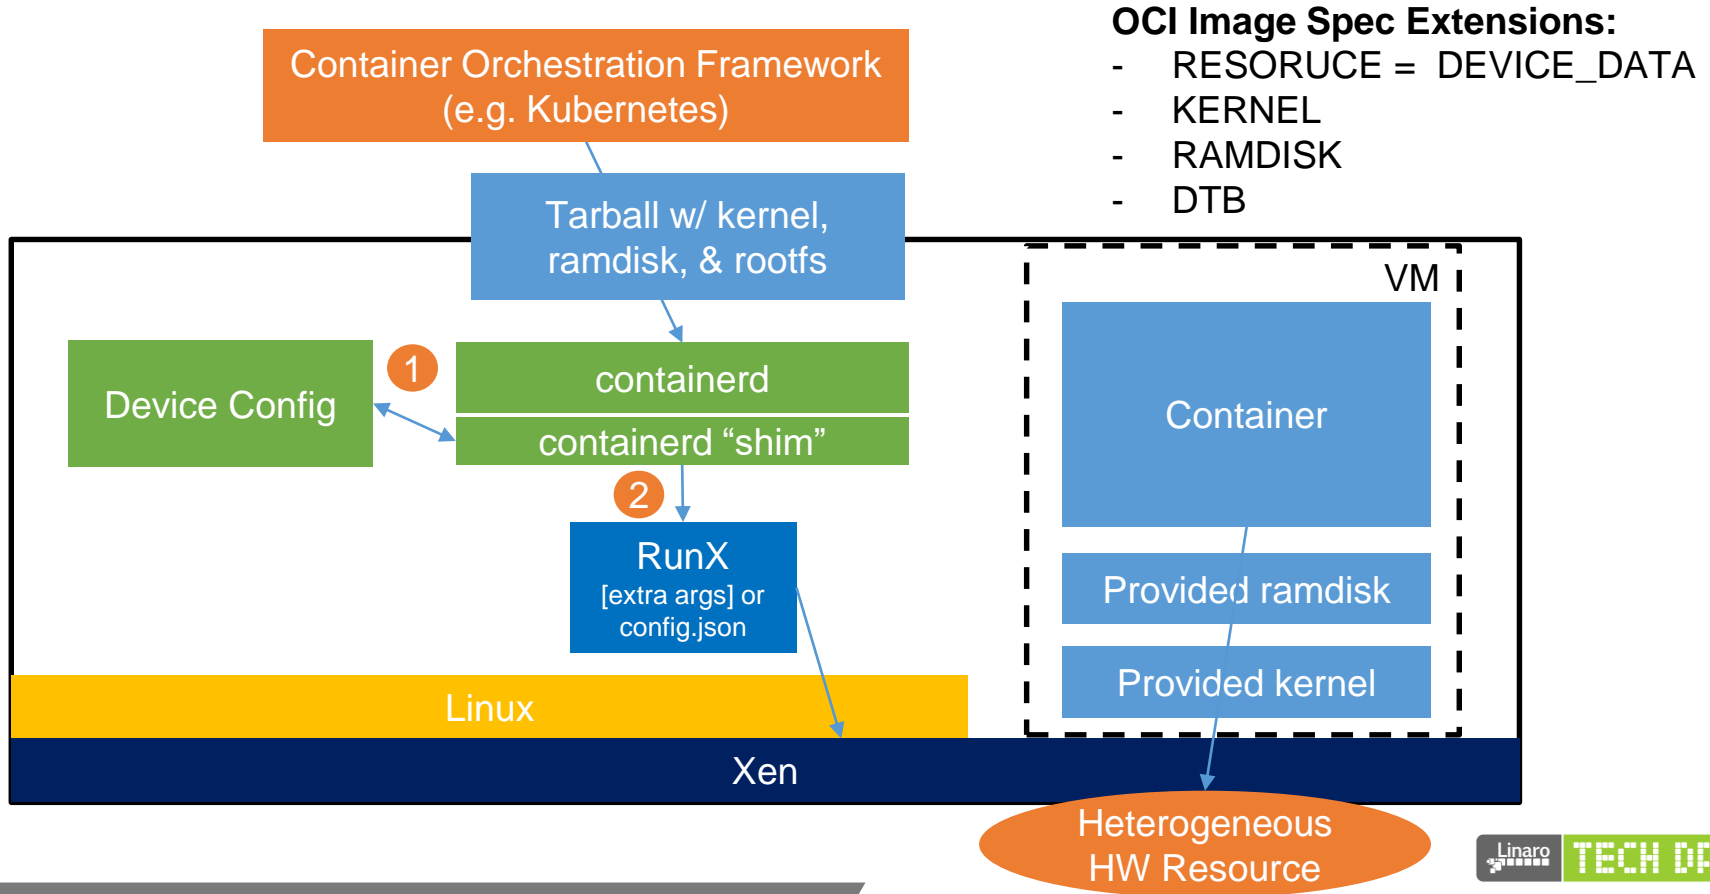 OCI Image Spec Extensions:
- RESORUCE = DEVICE_DATA
- KERNEL
- RAMDISK
- DTB
Container Orchestration Framework
(e.g. Kubernetes)
Tarball w/ kernel,
ramdisk, & rootfs
VM
Device Config
1
containerd
containerd “shim”
2
RunX
[extra args] or
config.json
Container
Provided ramdisk
Provided kernel
Linux
Xen
Heterogeneous
HW Resource
Linaro
TECH